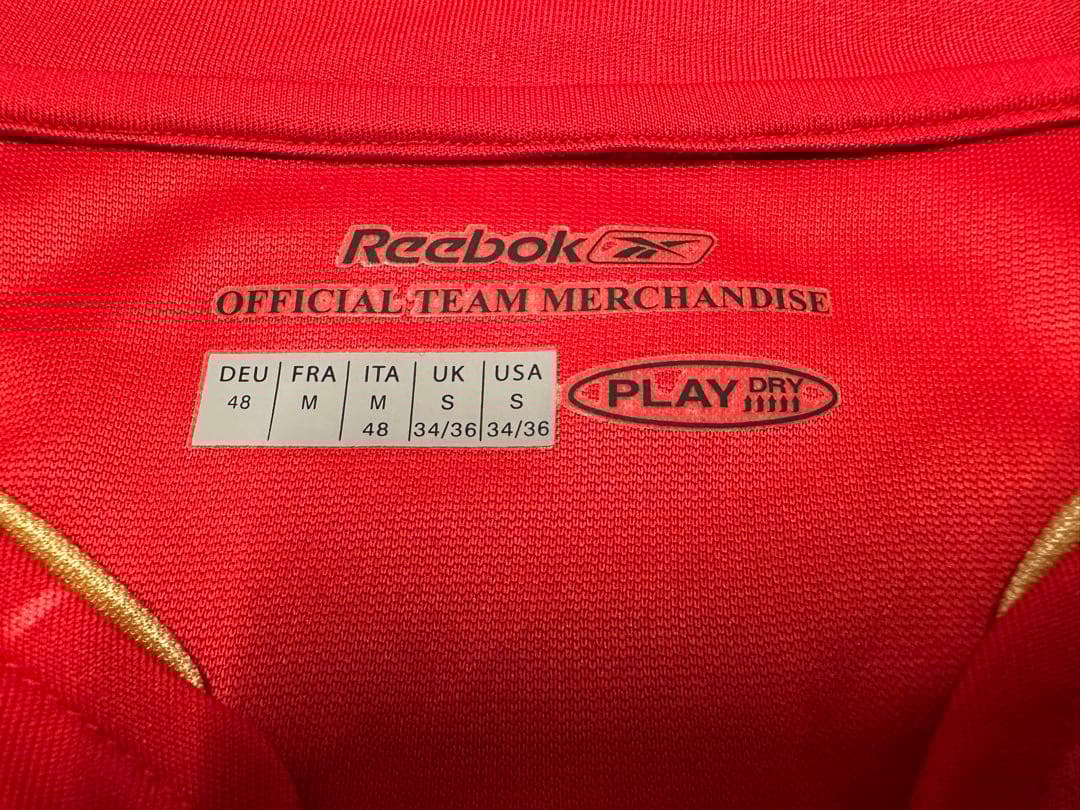 Reebok
OFFICIAL TEAM MERCHANDISE
DEU FRA ITA UK USA
48 M M S S
48 34/36 34/36
PLAY DRY